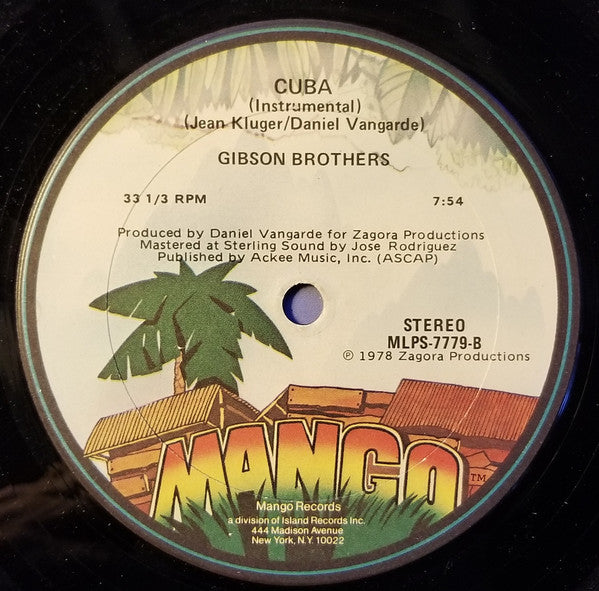 CUBA
(Instrumental)
(Jean Kluger/Daniel Vangarde)
GIBSON BROTHERS
33 1/3 RPM 7:54
Produced by Daniel Vangarde for Zagora Productions
Mastered at Sterling Sound by Jose Rodriguez
Published by Ackee Music, Inc. (ASCAP)
STEREO
MLPS-7779-B
℗ 1978 Zagora Productions
MANGO TM
Mango Records
a division of Island Records Inc.
444 Madison Avenue
New York, N.Y. 10022